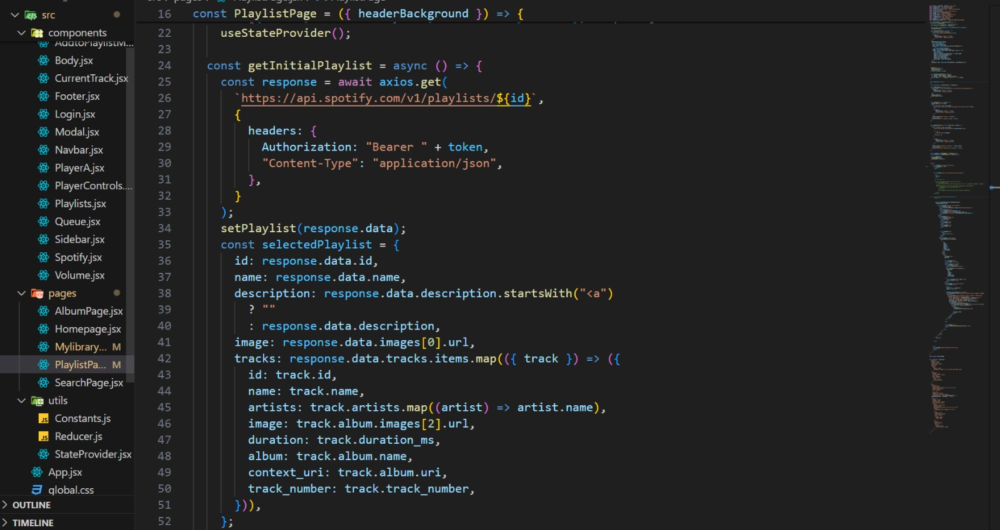 src
components
AddtoPlaylistM...
Body.jsx
CurrentTrack.jsx
Footer.jsx
Login.jsx
Modal.jsx
Navbar.jsx
PlayerA.jsx
PlayerControls....
Playlists.jsx
Queue.jsx
Sidebar.jsx
Spotify.jsx
Volume.jsx
pages
AlbumPage.jsx
Homepage.jsx
Mylibrary... M
PlaylistPa... M
SearchPage.jsx
utils
JS Constants.js
JS Reducer.js
StateProvider.jsx
App.jsx
global.css
OUTLINE
TIMELINE
16 const PlaylistPage = ({ headerBackground }) => {
22 useStateProvider();
23
24 const getInitialPlaylist = async () => {
25 const response = await axios.get(
26 `https://api.spotify.com/v1/playlists/${id}`,
27 {
28 headers: {
29 Authorization: "Bearer " + token,
30 "Content-Type": "application/json",
31 },
32 }
33 );
34 setPlaylist(response.data);
35 const selectedPlaylist = {
36 id: response.data.id,
37 name: response.data.name,
38 description: response.data.description.startsWith("<a")
39 ? ""
40 : response.data.description,
41 image: response.data.images[0].url,
42 tracks: response.data.tracks.items.map(({ track }) => ({
43 id: track.id,
44 name: track.name,
45 artists: track.artists.map((artist) => artist.name),
46 image: track.album.images[2].url,
47 duration: track.duration_ms,
48 album: track.album.name,
49 context_uri: track.album.uri,
50 track_number: track.track_number,
51 })),
52 };